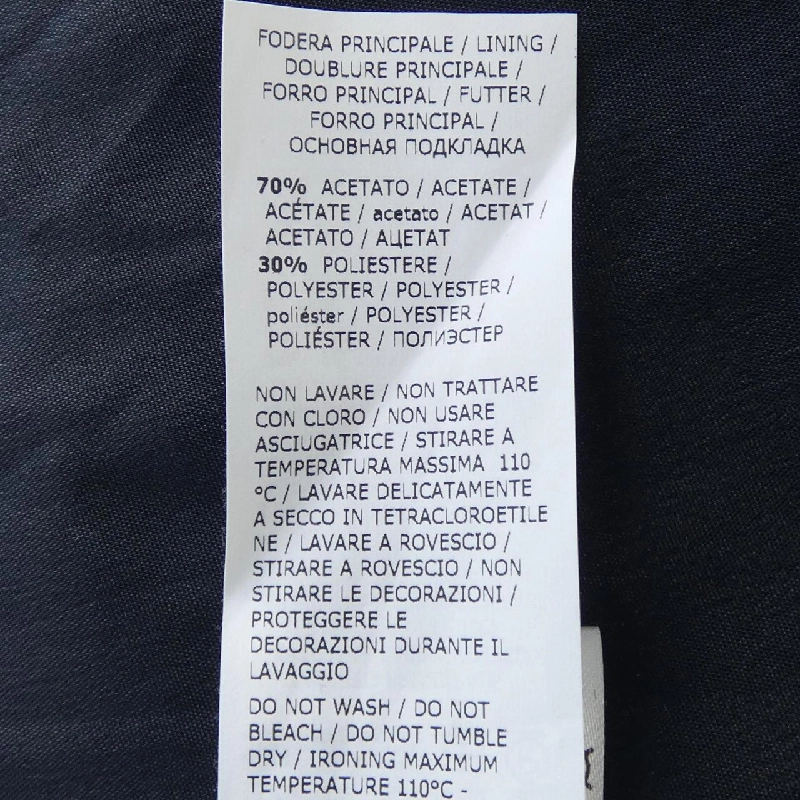 FODERA PRINCIPALE / LINING /
DOUBLURE PRINCIPALE /
FORRO PRINCIPAL / FUTTER /
FORRO PRINCIPAL /
ОСНОВНАЯ ПОДКЛАДКА
70% ACETATO / ACETATE /
ACÉTATE / acetato / ACETAT /
ACETATO / АЦЕТАТ
30% POLIESTERE /
POLYESTER / POLYESTER /
poliéster / POLYESTER /
POLIÉSTER / ПОЛИЭСТЕР
NON LAVARE / NON TRATTARE
CON CLORO / NON USARE
ASCIUGATRICE / STIRARE A
TEMPERATURA MASSIMA 110
°C / LAVARE DELICATAMENTE
A SECCO IN TETRACLOROETILE
NE / LAVARE A ROVESCIO /
STIRARE A ROVESCIO / NON
STIRARE LE DECORAZIONI /
PROTEGGERE LE
DECORAZIONI DURANTE IL
LAVAGGIO
DO NOT WASH / DO NOT
BLEACH / DO NOT TUMBLE
DRY / IRONING MAXIMUM
TEMPERATURE 110°C -